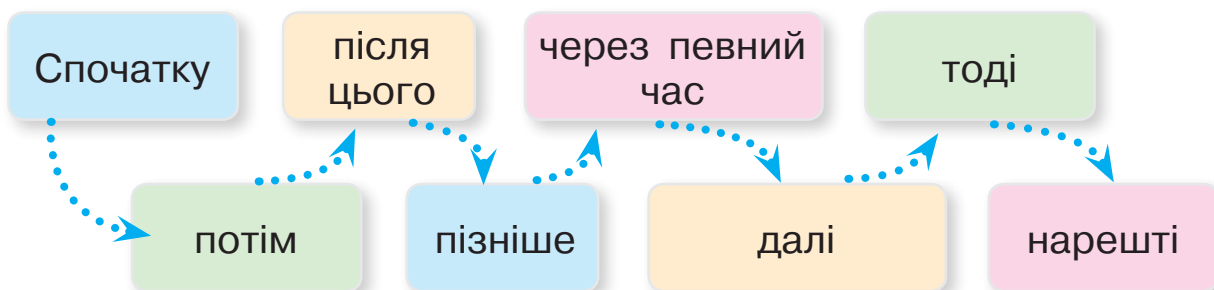 Спочатку
потім
після
цього
пізніше
через певний
час
далі
тоді
нарешті